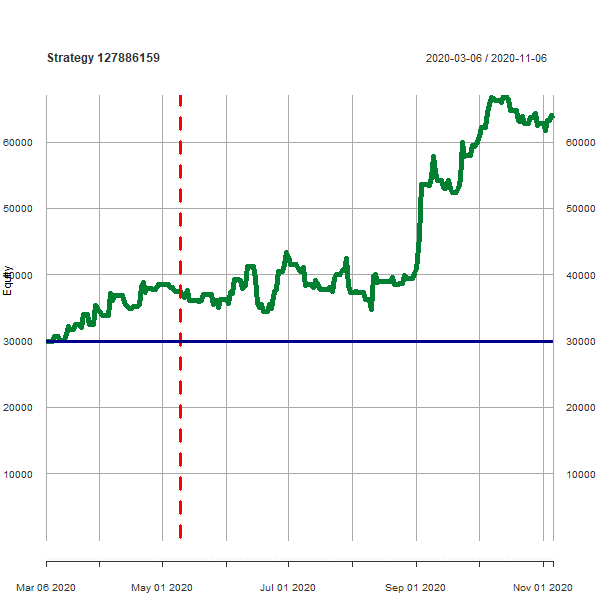 Strategy 127886159
2020-03-06 / 2020-11-06
60000
60000
50000
50000
Equity
40000
40000
30000
30000
20000
20000
10000
10000
Mar 06 2020
May 01 2020
Jul 01 2020
Sep 01 2020
Nov 01 2020